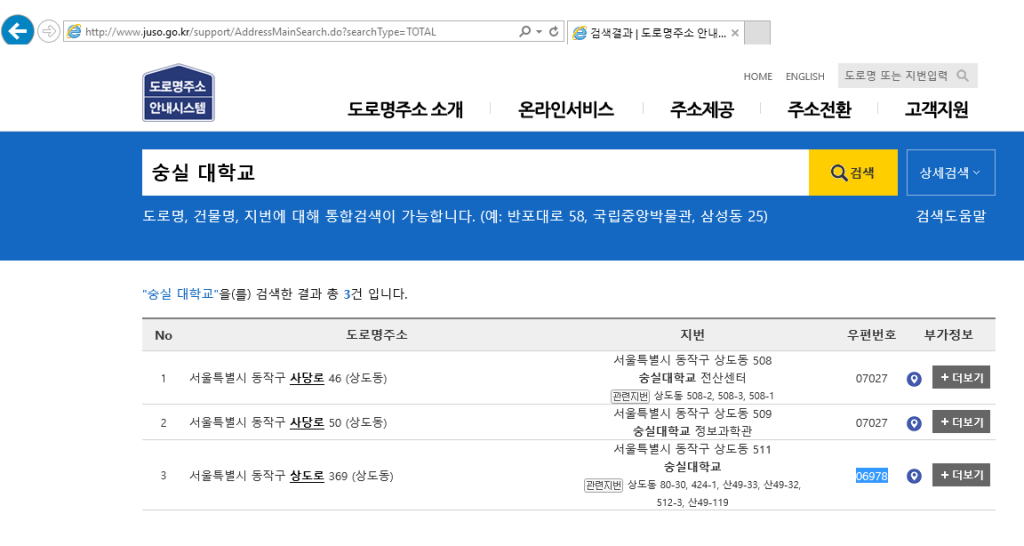 http://www.juso.go.kr/support/AddressMainSearch.do?searchType=TOTAL
검색결과 | 도로명주소 안내...
도로명주소
안내시스템
HOME ENGLISH 도로명 또는 지번입력
도로명주소 소개 온라인서비스 주소제공 주소전환 고객지원
숭실 대학교 검색 상세검색
도로명, 건물명, 지번에 대해 통합검색이 가능합니다. (예: 반포대로 58, 국립중앙박물관, 삼성동 25) 검색도움말
"숭실 대학교"을(를) 검색한 결과 총 3건 입니다.
No 도로명주소 지번 우편번호 부가정보
서울특별시 동작구 상도동 508
1 서울특별시 동작구 사당로 46 (상도동) 숭실대학교 전산센터 07027 + 더보기
관련지번 상도동 508-2, 508-3, 508-1
서울특별시 동작구 상도동 509
2 서울특별시 동작구 사당로 50 (상도동) 07027 + 더보기
숭실대학교 정보과학관
서울특별시 동작구 상도동 511
숭실대학교
3 서울특별시 동작구 상도로 369 (상도동) 06978 + 더보기
관련지번 상도동 80-30, 424-1, 산49-33, 산49-32,
512-3, 산49-119